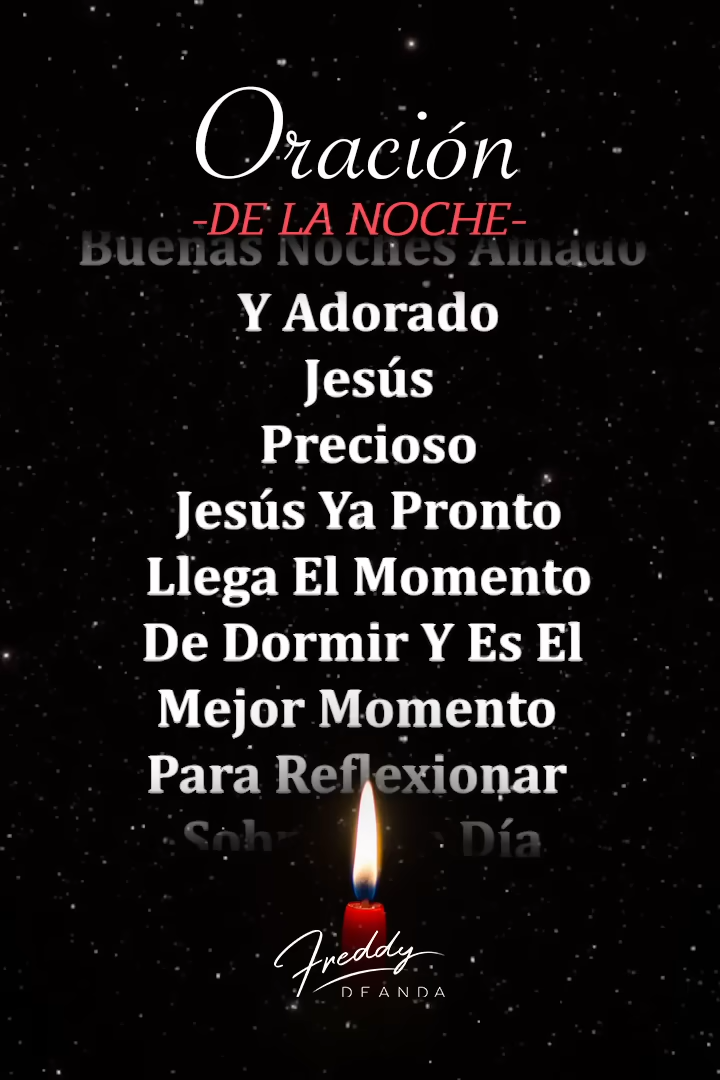 Oración
-DE LA NOCHE-
Buenas Noches Amado
Y Adorado
Jesús
Precioso
Jesús Ya Pronto
Llega El Momento
De Dormir Y Es El
Mejor Momento
Para Reflexionar
Día
Freddy
DEANDA